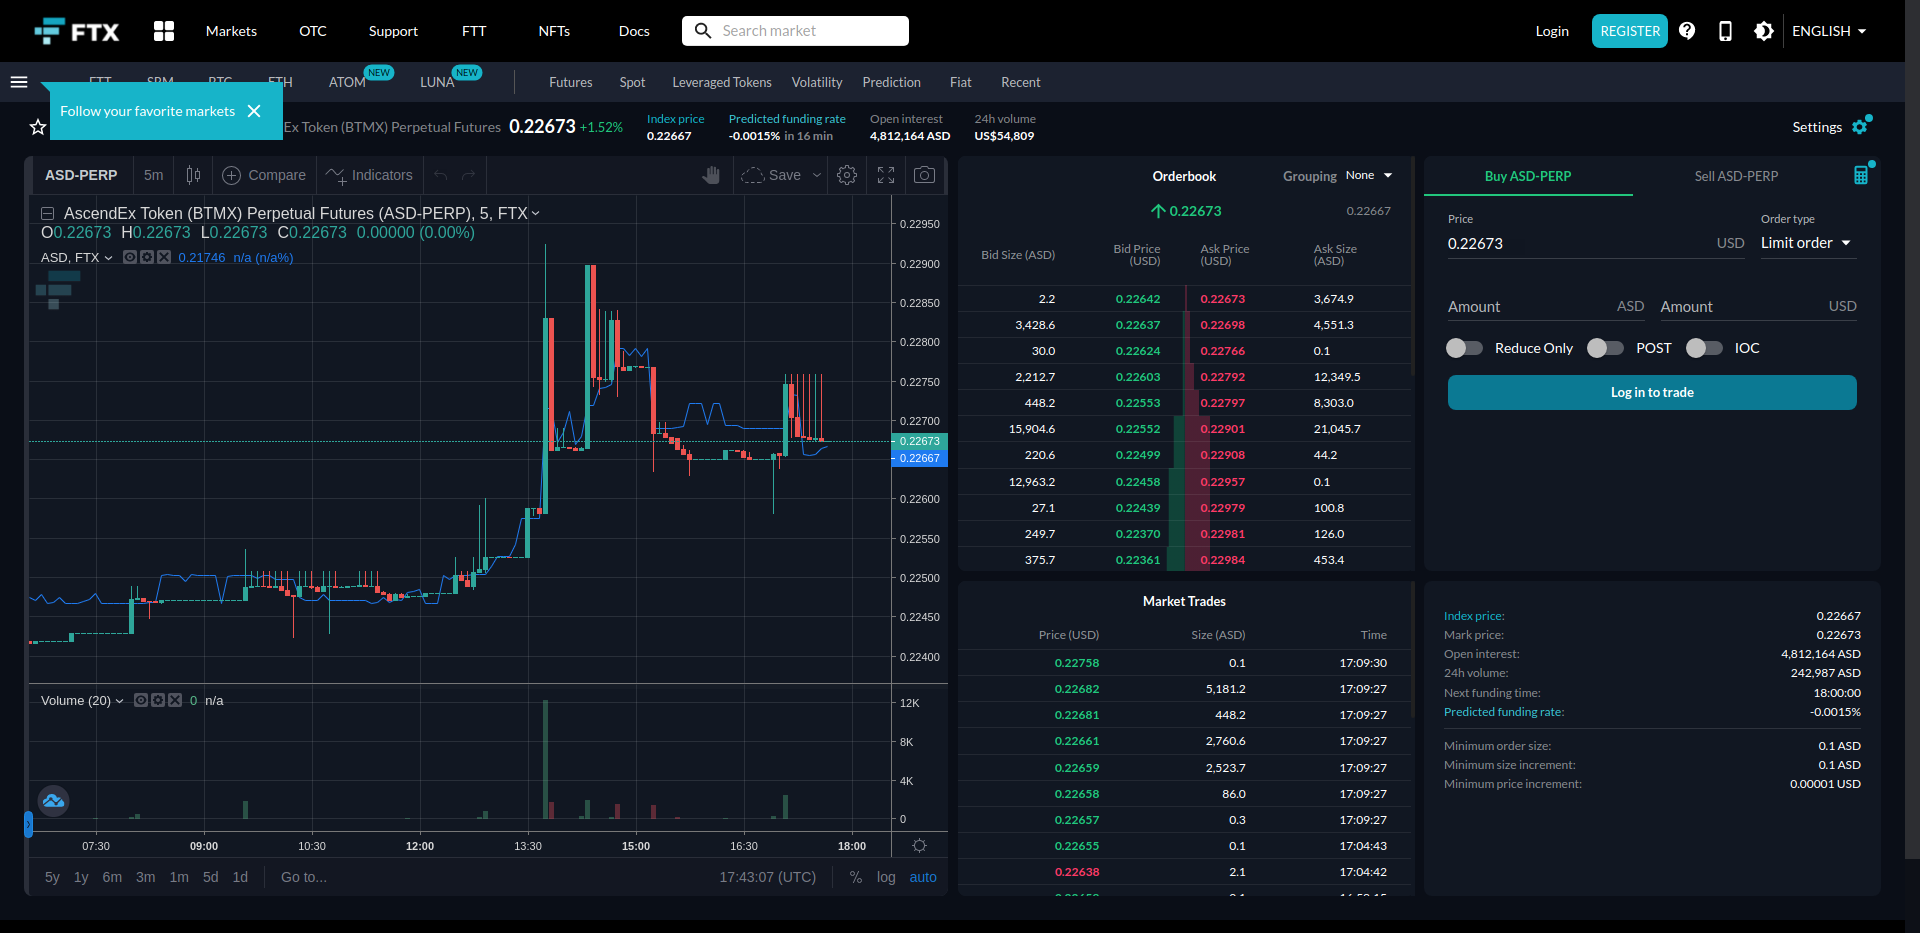 FTX
Markets OTC Support FTT NFTs Docs Search market
Login REGISTER ENGLISH
ATOM NEW LUNA NEW Futures Spot Leveraged Tokens Volatility Prediction Fiat Recent
Follow your favorite markets
Ex Token (BTMX) Perpetual Futures 0.22673 +1.52%
Index price
0.22667
Predicted funding rate
-0.0015% in 16 min
Open interest
4,812,164 ASD
24h volume
US$54,809
Settings
ASD-PERP 5m Compare Indicators Save
AscendEx Token (BTMX) Perpetual Futures (ASD-PERP), 5, FTX
O0.22673 H0.22673 L0.22673 C0.22673 0.00000 (0.00%)
ASD, FTX 0.21746 n/a (n/a%)
0.22950
0.22900
0.22850
0.22800
0.22750
0.22700
0.22673
0.22667
0.22600
0.22550
0.22500
0.22450
0.22400
Volume (20) 0 n/a
12K
8K
4K
0
07:30 09:00 10:30 12:00 13:30 15:00 16:30 18:00
5y 1y 6m 3m 1m 5d 1d Go to... 17:43:07 (UTC) % log auto
Orderbook Grouping None
0.22673 0.22667
Bid Size (ASD) Bid Price (USD) Ask Price (USD) Ask Size (ASD)
2.2 0.22642 0.22673 3,674.9
3,428.6 0.22637 0.22698 4,551.3
30.0 0.22624 0.22766 0.1
2,212.7 0.22603 0.22792 12,349.5
448.2 0.22553 0.22797 8,303.0
15,904.6 0.22552 0.22901 21,045.7
220.6 0.22499 0.22908 44.2
12,963.2 0.22458 0.22957 0.1
27.1 0.22439 0.22979 100.8
249.7 0.22370 0.22981 126.0
375.7 0.22361 0.22984 453.4
Market Trades
Price (USD) Size (ASD) Time
0.22758 0.1 17:09:30
0.22682 5,181.2 17:09:27
0.22681 448.2 17:09:27
0.22661 2,760.6 17:09:27
0.22659 2,523.7 17:09:27
0.22658 86.0 17:09:27
0.22657 0.3 17:09:27
0.22655 0.1 17:04:43
0.22638 2.1 17:04:42
Buy ASD-PERP Sell ASD-PERP
Price Order type
0.22673 USD Limit order
Amount ASD Amount USD
Reduce Only POST IOC
Log in to trade
Index price: 0.22667
Mark price: 0.22673
Open interest: 4,812,164 ASD
24h volume: 242,987 ASD
Next funding time: 18:00:00
Predicted funding rate: -0.0015%
Minimum order size: 0.1 ASD
Minimum size increment: 0.1 ASD
Minimum price increment: 0.00001 USD